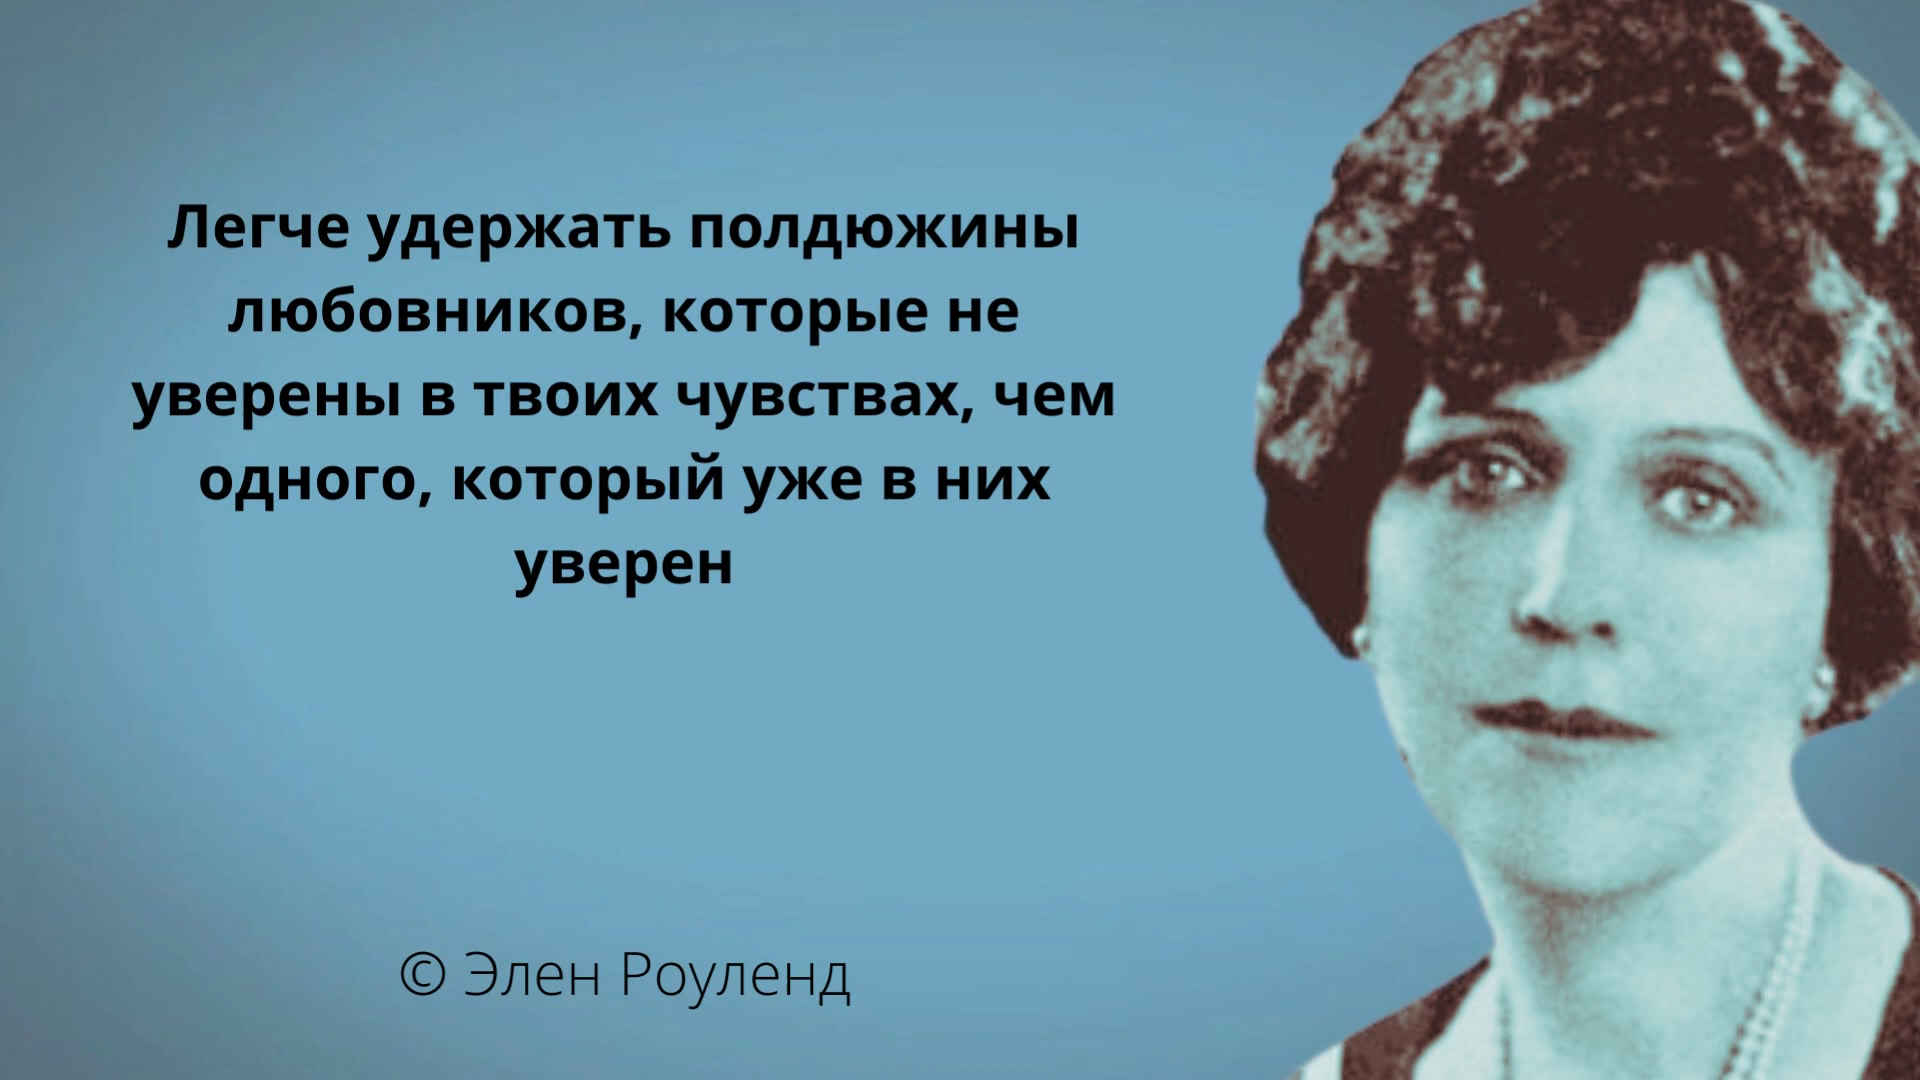 Легче удержать полдюжины
любовников, которые не
уверены в твоих чувствах, чем
одного, который уже в них
уверен
© Элен Роуленд